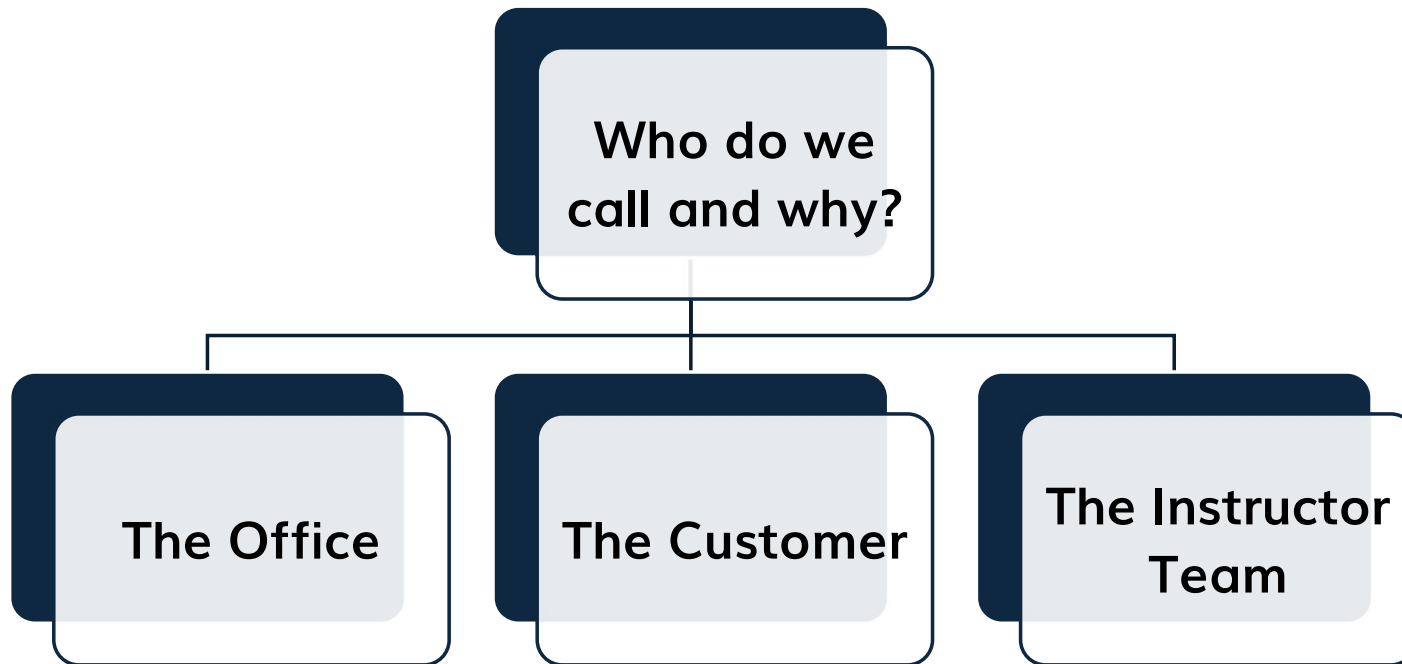 Who do we
call and why?
The Office
The Customer
The Instructor
Team